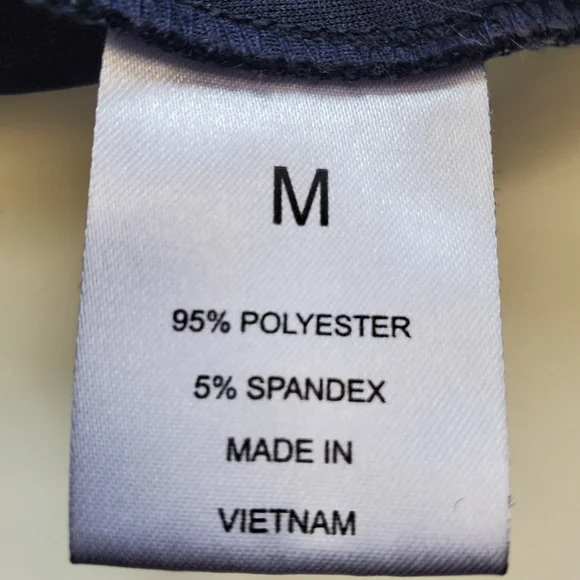 M
95% POLYESTER
5% SPANDEX
MADE IN
VIETNAM